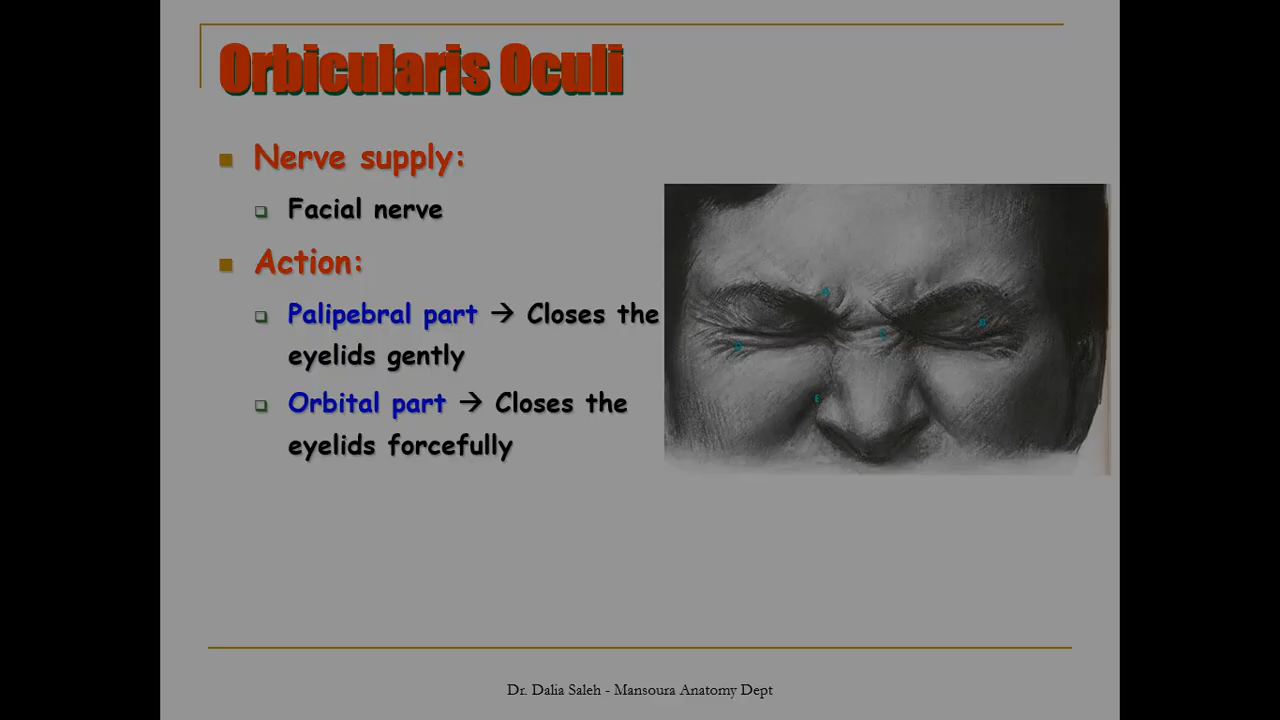 Orbicularis Oculi
Nerve supply:
Facial nerve
Action:
Palipebral part → Closes the
eyelids gently
Orbital part → Closes the
eyelids forcefully
E
Dr. Dalia Saleh - Mansoura Anatomy Dept